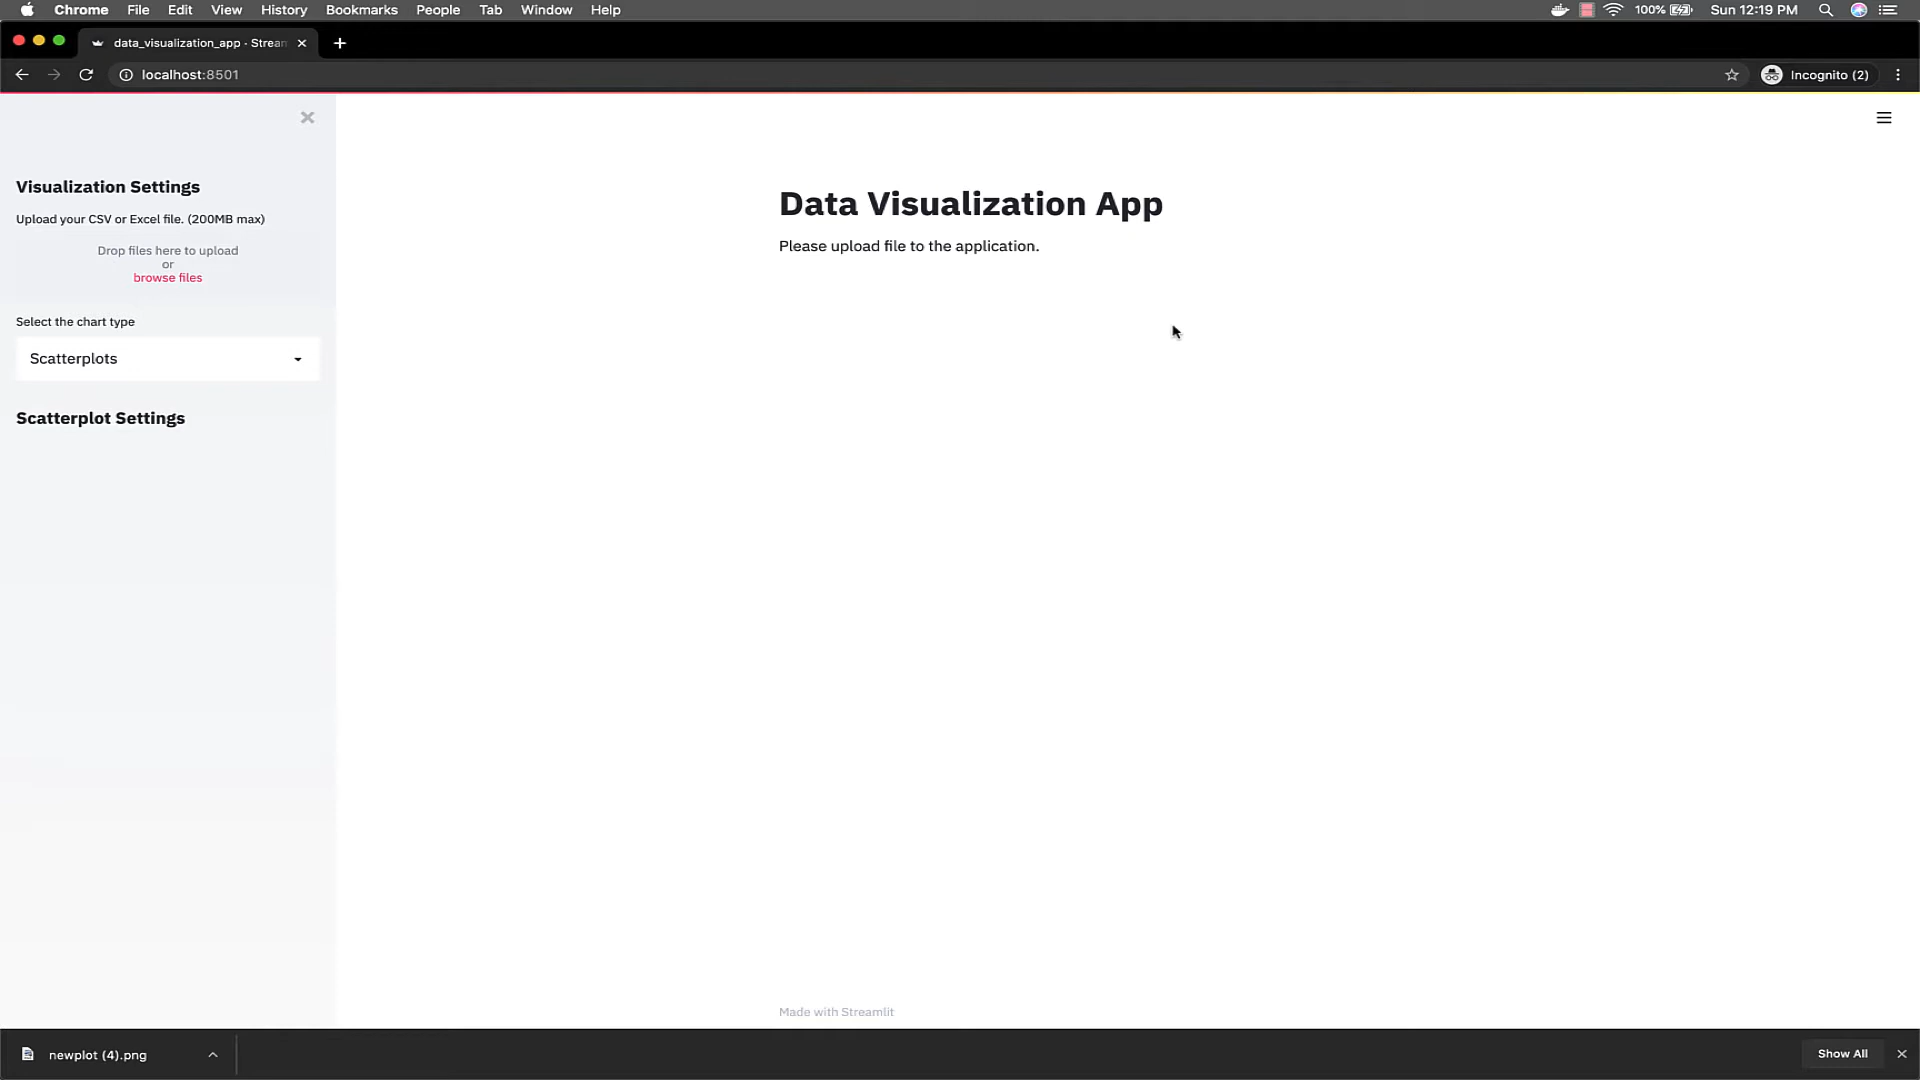 Chrome File Edit View History Bookmarks People Tab Window Help 100% Sun 12:19 PM
data_visualization_app - Stream
localhost:8501 Incognito (2)
Visualization Settings
Upload your CSV or Excel file. (200MB max)
Drop files here to upload
or
browse files
Select the chart type
Scatterplots
Scatterplot Settings
Data Visualization App
Please upload file to the application.
Made with Streamlit
newplot (4).png Show All